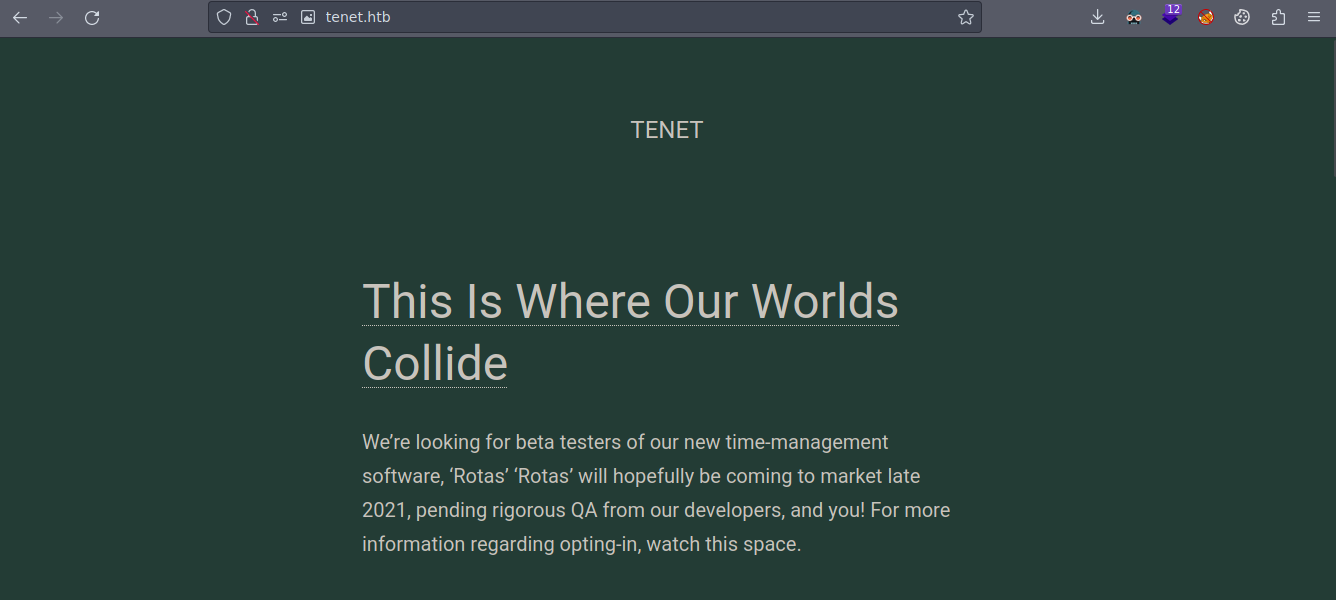 tenet.htb
12
TENET
This Is Where Our Worlds
Collide
We’re looking for beta testers of our new time-management
software, ‘Rotas’ ‘Rotas’ will hopefully be coming to market late
2021, pending rigorous QA from our developers, and you! For more
information regarding opting-in, watch this space.